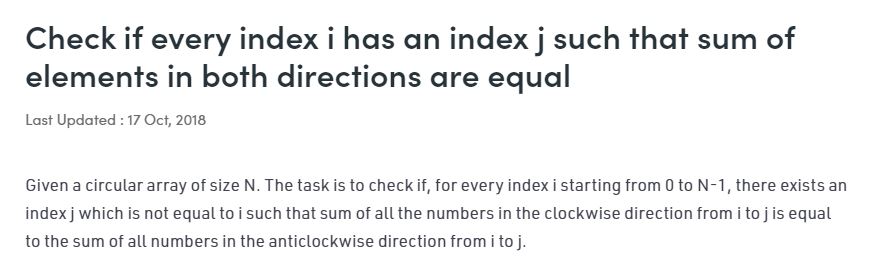 Check if every index i has an index j such that sum of
elements in both directions are equal
Last Updated : 17 Oct, 2018
Given a circular array of size N. The task is to check if, for every index i starting from 0 to N-1, there exists an
index j which is not equal to i such that sum of all the numbers in the clockwise direction from i to j is equal
to the sum of all numbers in the anticlockwise direction from i to j.